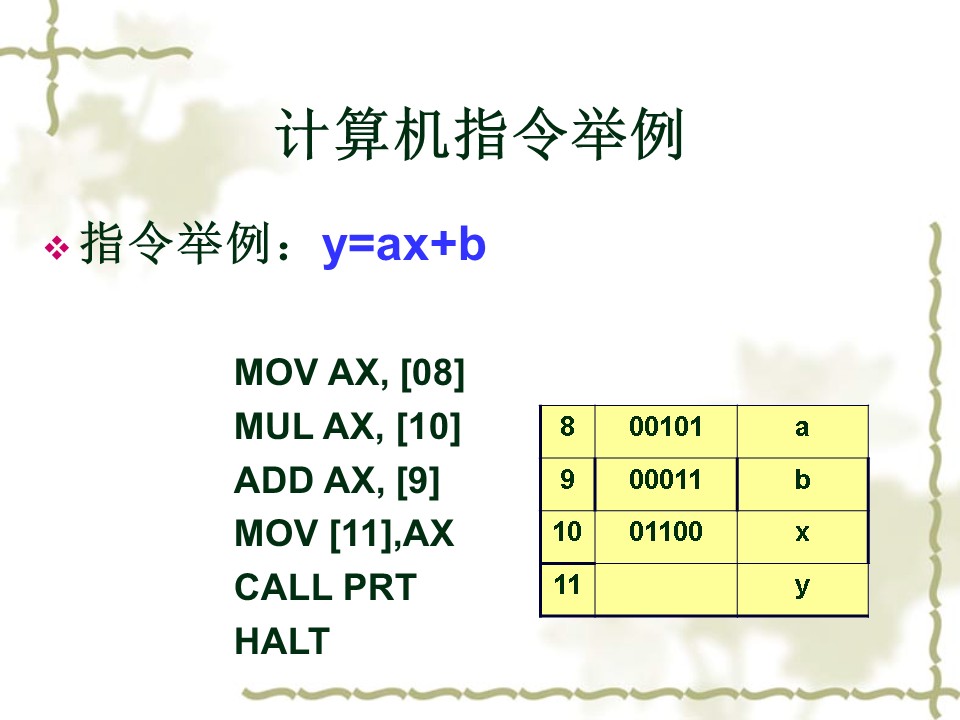 计算机指令举例
指令举例：y=ax+b
MOV AX, [08]
MUL AX, [10]
ADD AX, [9]
MOV [11],AX
CALL PRT
HALT
8 00101 a
9 00011 b
10 01100 x
11 y